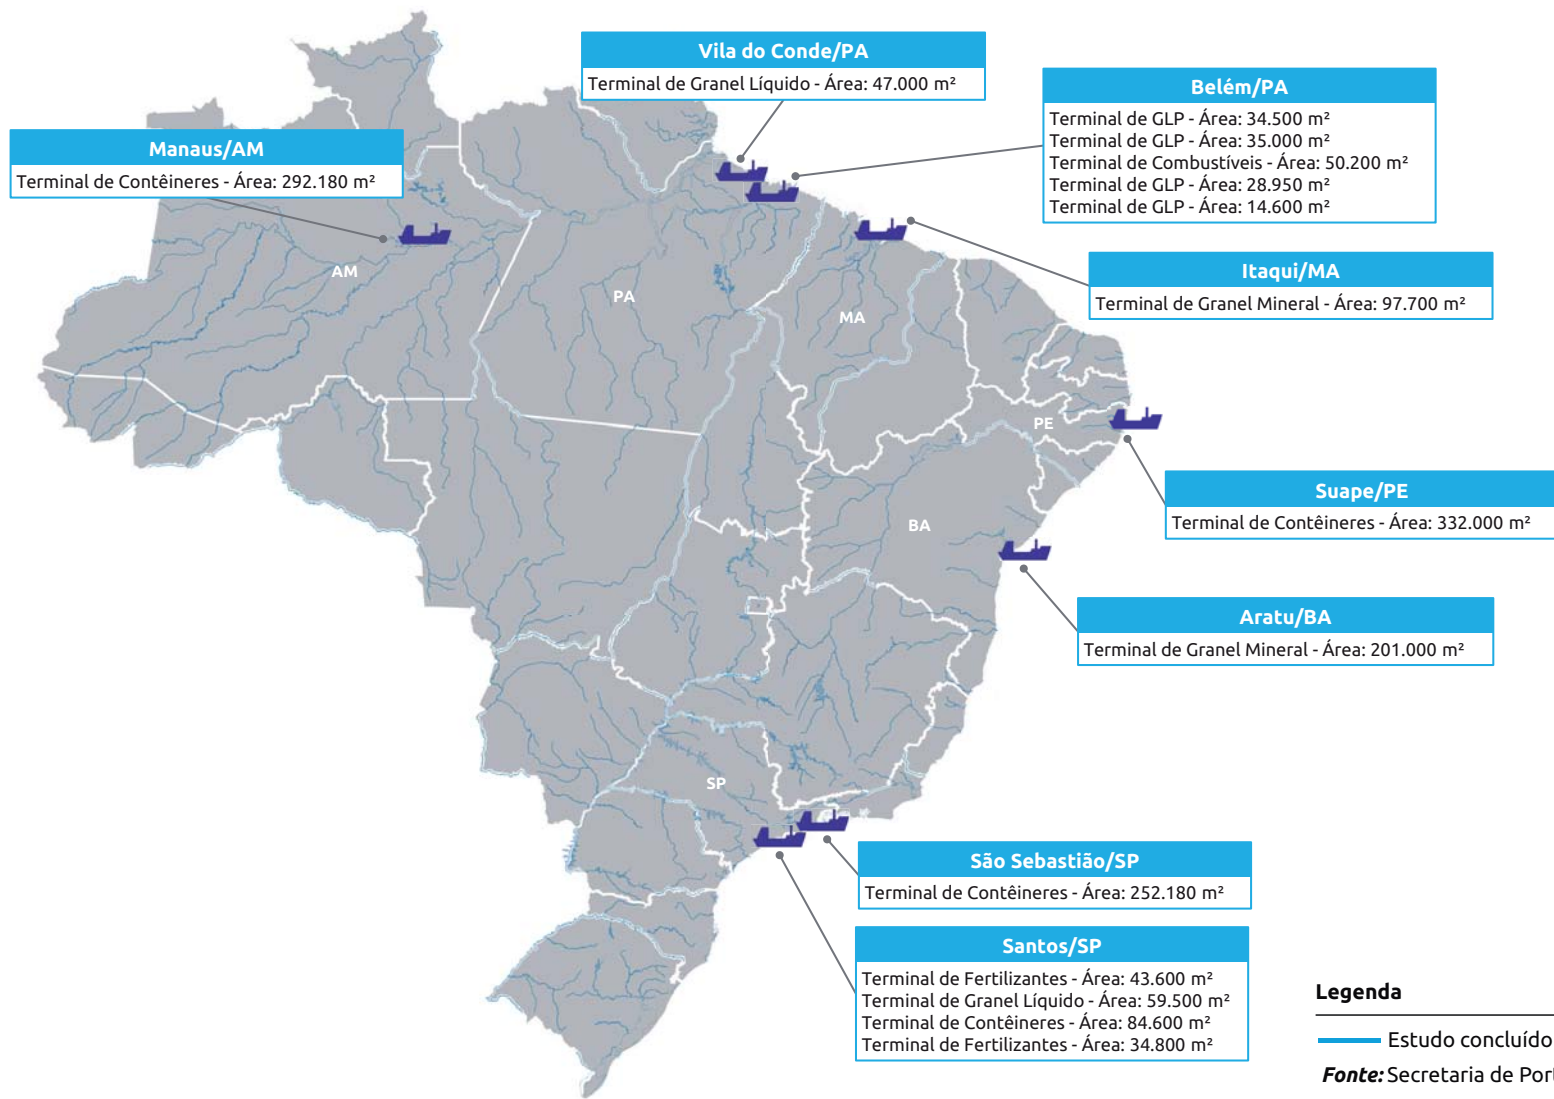 Vila do Conde/PA
Terminal de Granel Líquido - Área: 47.000 m²
Belém/PA
Terminal de GLP - Área: 34.500 m²
Terminal de GLP - Área: 35.000 m²
Terminal de Combustíveis - Área: 50.200 m²
Terminal de GLP - Área: 28.950 m²
Terminal de GLP - Área: 14.600 m²
Manaus/AM
Terminal de Contêineres - Área: 292.180 m²
Itaqui/MA
Terminal de Granel Mineral - Área: 97.700 m²
AM
PA
MA
PE
BA
SP
Suape/PE
Terminal de Contêineres - Área: 332.000 m²
Aratu/BA
Terminal de Granel Mineral - Área: 201.000 m²
São Sebastião/SP
Terminal de Contêineres - Área: 252.180 m²
Santos/SP
Terminal de Fertilizantes - Área: 43.600 m²
Terminal de Granel Líquido - Área: 59.500 m²
Terminal de Contêineres - Área: 84.600 m²
Terminal de Fertilizantes - Área: 34.800 m²
Legenda
Estudo concluído
Fonte: Secretaria de